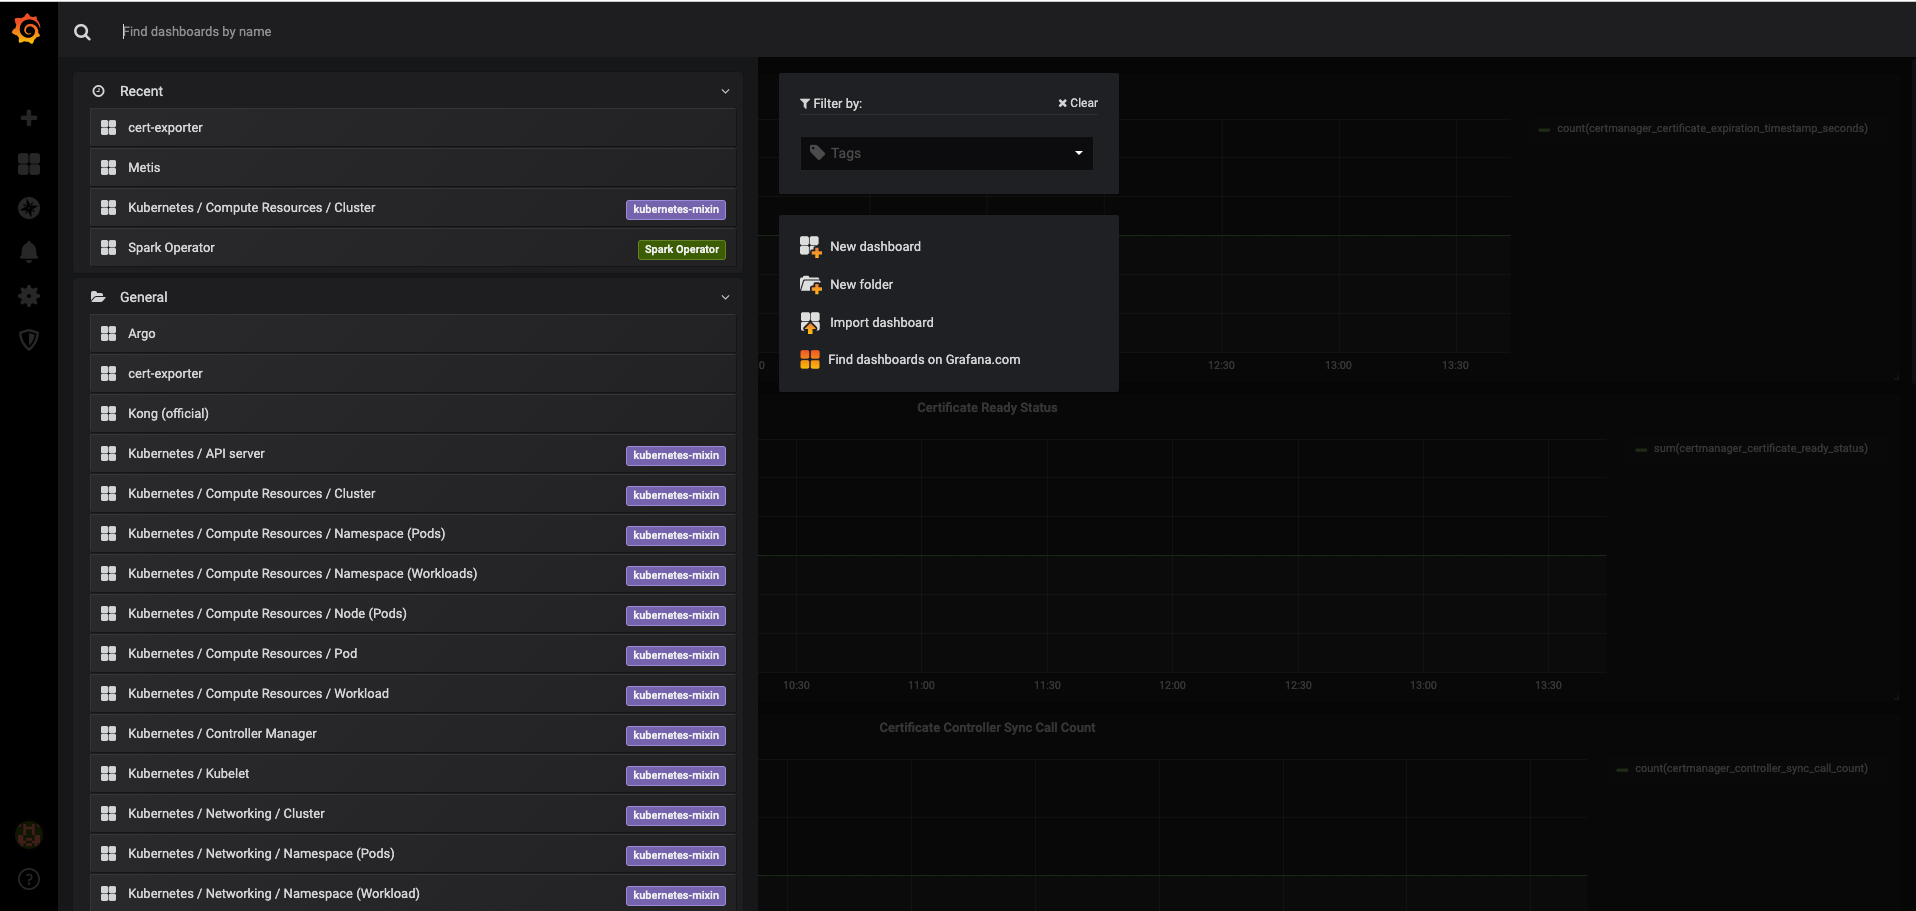 Find dashboards by name
Recent
cert-exporter
Metis
Kubernetes / Compute Resources / Cluster kubernetes-mixin
Spark Operator Spark Operator
General
Argo
cert-exporter
Kong (official)
Kubernetes / API server kubernetes-mixin
Kubernetes / Compute Resources / Cluster kubernetes-mixin
Kubernetes / Compute Resources / Namespace (Pods) kubernetes-mixin
Kubernetes / Compute Resources / Namespace (Workloads) kubernetes-mixin
Kubernetes / Compute Resources / Node (Pods) kubernetes-mixin
Kubernetes / Compute Resources / Pod kubernetes-mixin
Kubernetes / Compute Resources / Workload kubernetes-mixin
Kubernetes / Controller Manager kubernetes-mixin
Kubernetes / Kubelet kubernetes-mixin
Kubernetes / Networking / Cluster kubernetes-mixin
Kubernetes / Networking / Namespace (Pods) kubernetes-mixin
Kubernetes / Networking / Namespace (Workload) kubernetes-mixin
Filter by: Clear
Tags
New dashboard
New folder
Import dashboard
Find dashboards on Grafana.com
count(certmanager_certificate_expiration_timestamp_seconds)
0 12:30 13:00 13:30
Certificate Ready Status
sum(certmanager_certificate_ready_status)
10:30 11:00 11:30 12:00 12:30 13:00 13:30
Certificate Controller Sync Call Count
count(certmanager_controller_sync_call_count)
?